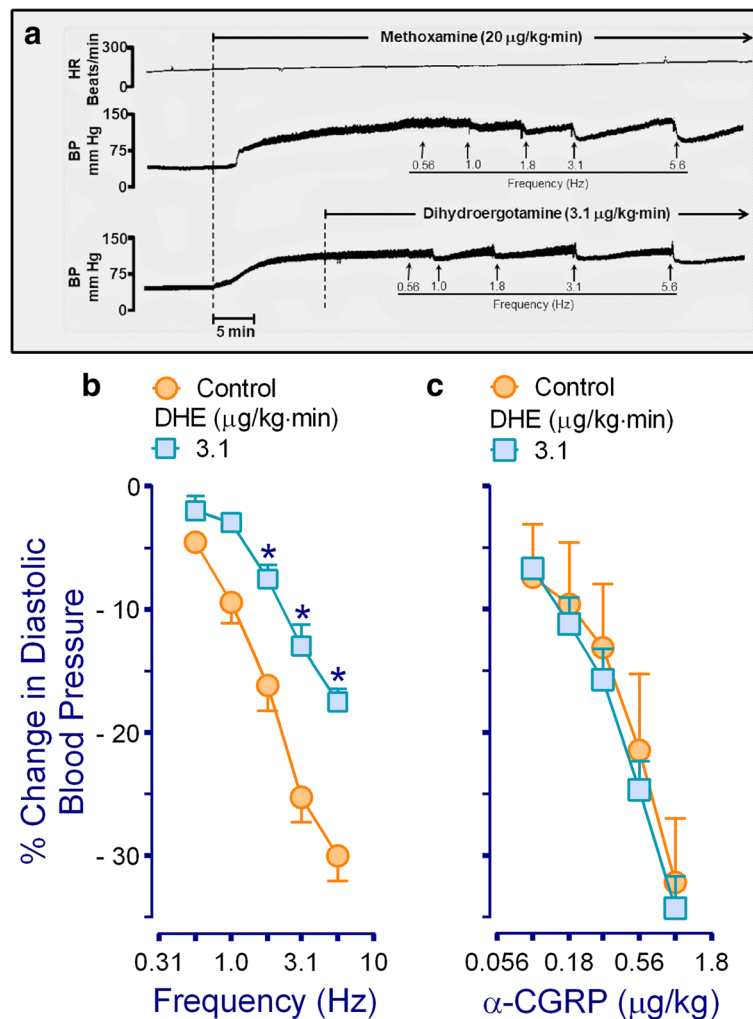 a
Methoxamine (20 µg/kg·min)
HR
Beats/min
300
150
0
BP
mm Hg
150
75
0
0.56 1.0 1.8 3.1 5.6
Frequency (Hz)
Dihydroergotamine (3.1 µg/kg·min)
BP
mm Hg
150
75
0
0.56 1.0 1.8 3.1 5.6
Frequency (Hz)
5 min
b
Control
DHE (µg/kg·min)
3.1
c
Control
DHE (µg/kg·min)
3.1
% Change in Diastolic
Blood Pressure
0
- 10
- 20
- 30
* * *
0.31 1.0 3.1 10
Frequency (Hz)
0.056 0.18 0.56 1.8
α-CGRP (µg/kg)